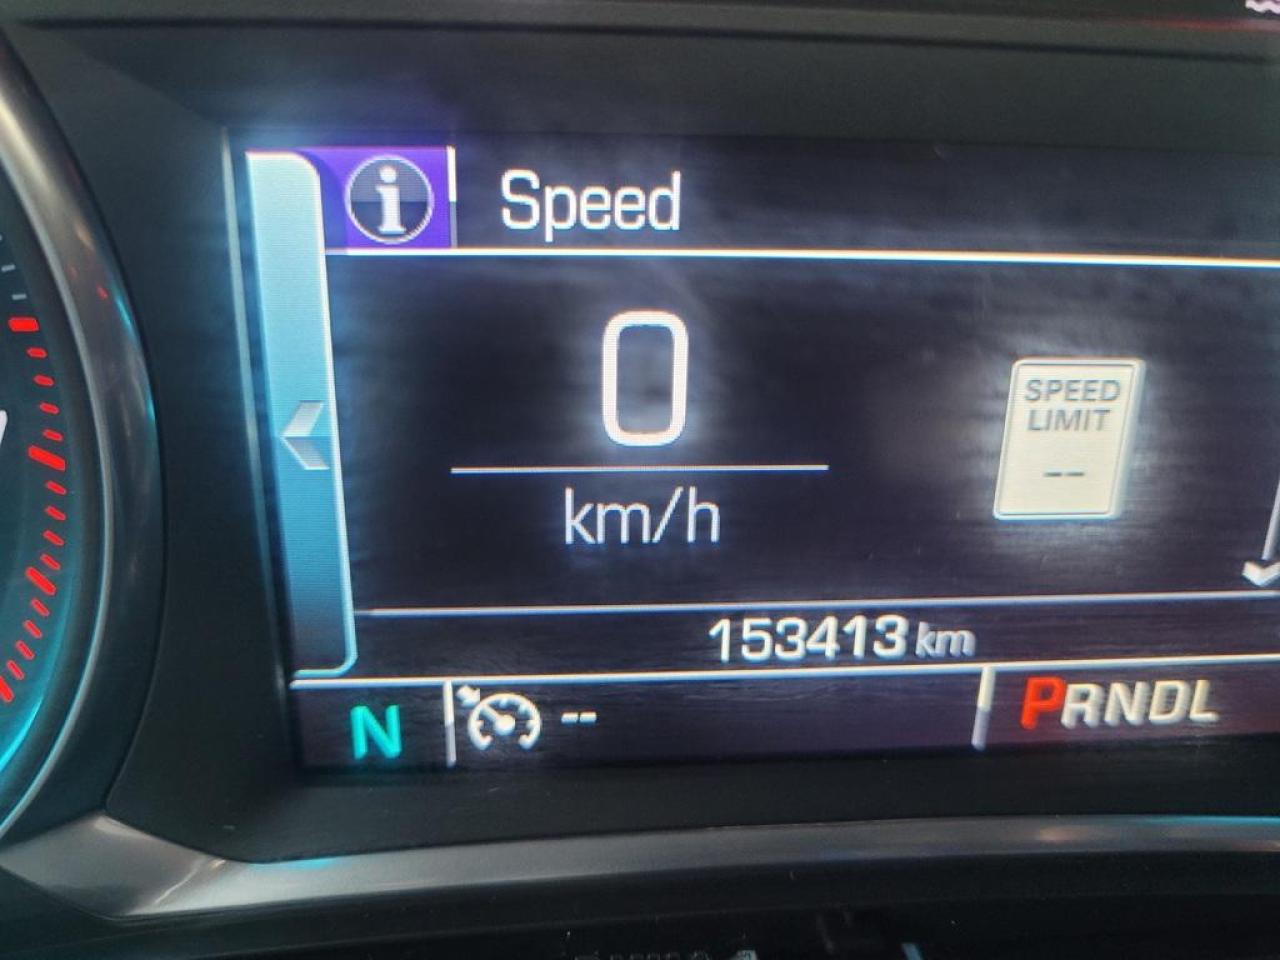 i Speed
0
km/h
SPEED
LIMIT
--
153413 km
N -- PRNDL